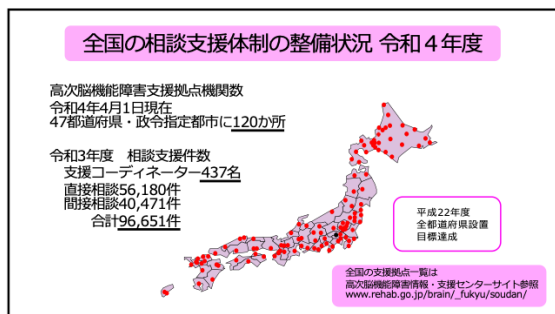 全国の相談支援体制の整備状況 令和４年度
高次脳機能障害支援拠点機関数
令和4年4月1日現在
47都道府県・政令指定都市に120か所
令和3年度　相談支援件数
支援コーディネーター437名
直接相談56,180件
間接相談40,471件
合計96,651件
平成22年度
全都道府県設置
目標達成
全国の支援拠点一覧は
高次脳機能障害情報・支援センターサイト参照
www.rehab.go.jp/brain/_fukyu/soudan/